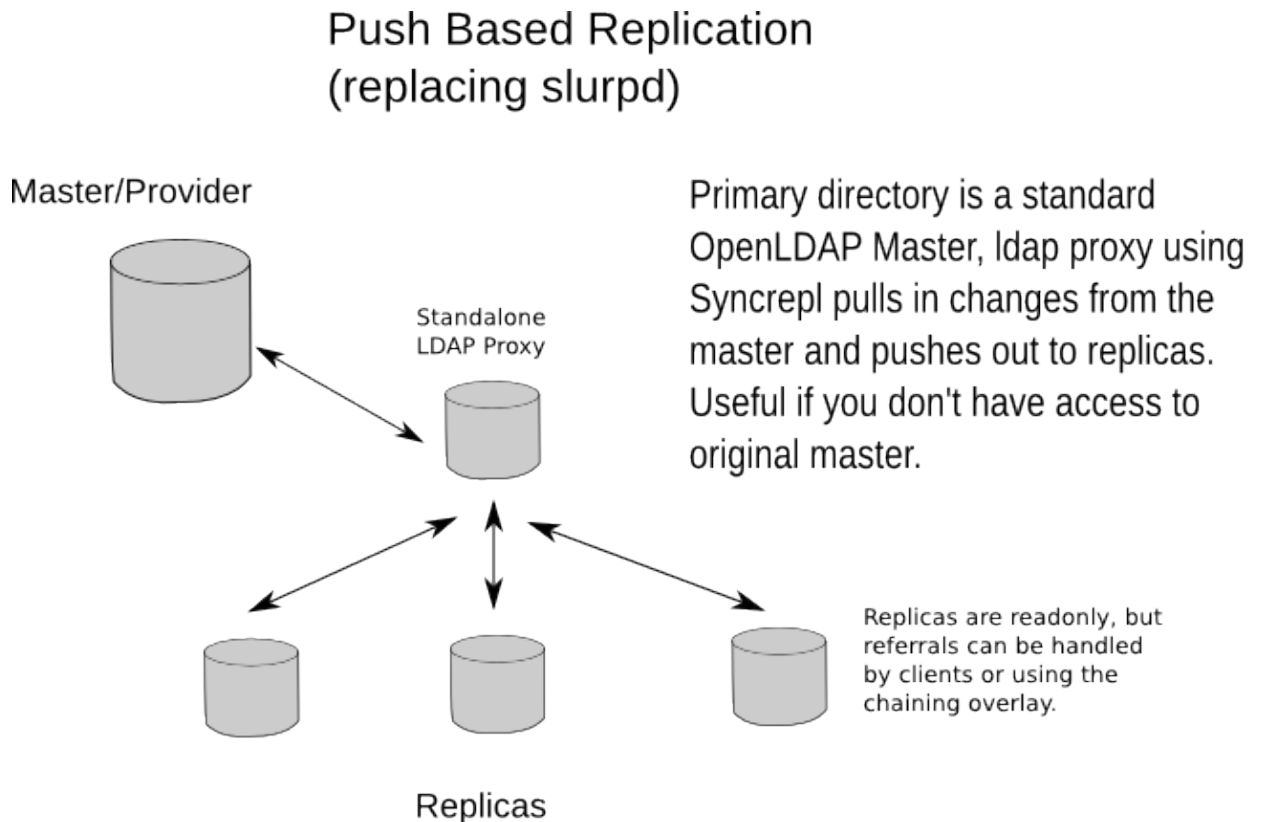 Push Based Replication
(replacing slurpd)
Master/Provider
Primary directory is a standard
OpenLDAP Master, ldap proxy using
Syncrepl pulls in changes from the
master and pushes out to replicas.
Useful if you don't have access to
original master.
Standalone
LDAP Proxy
Replicas are readonly, but
referrals can be handled
by clients or using the
chaining overlay.
Replicas